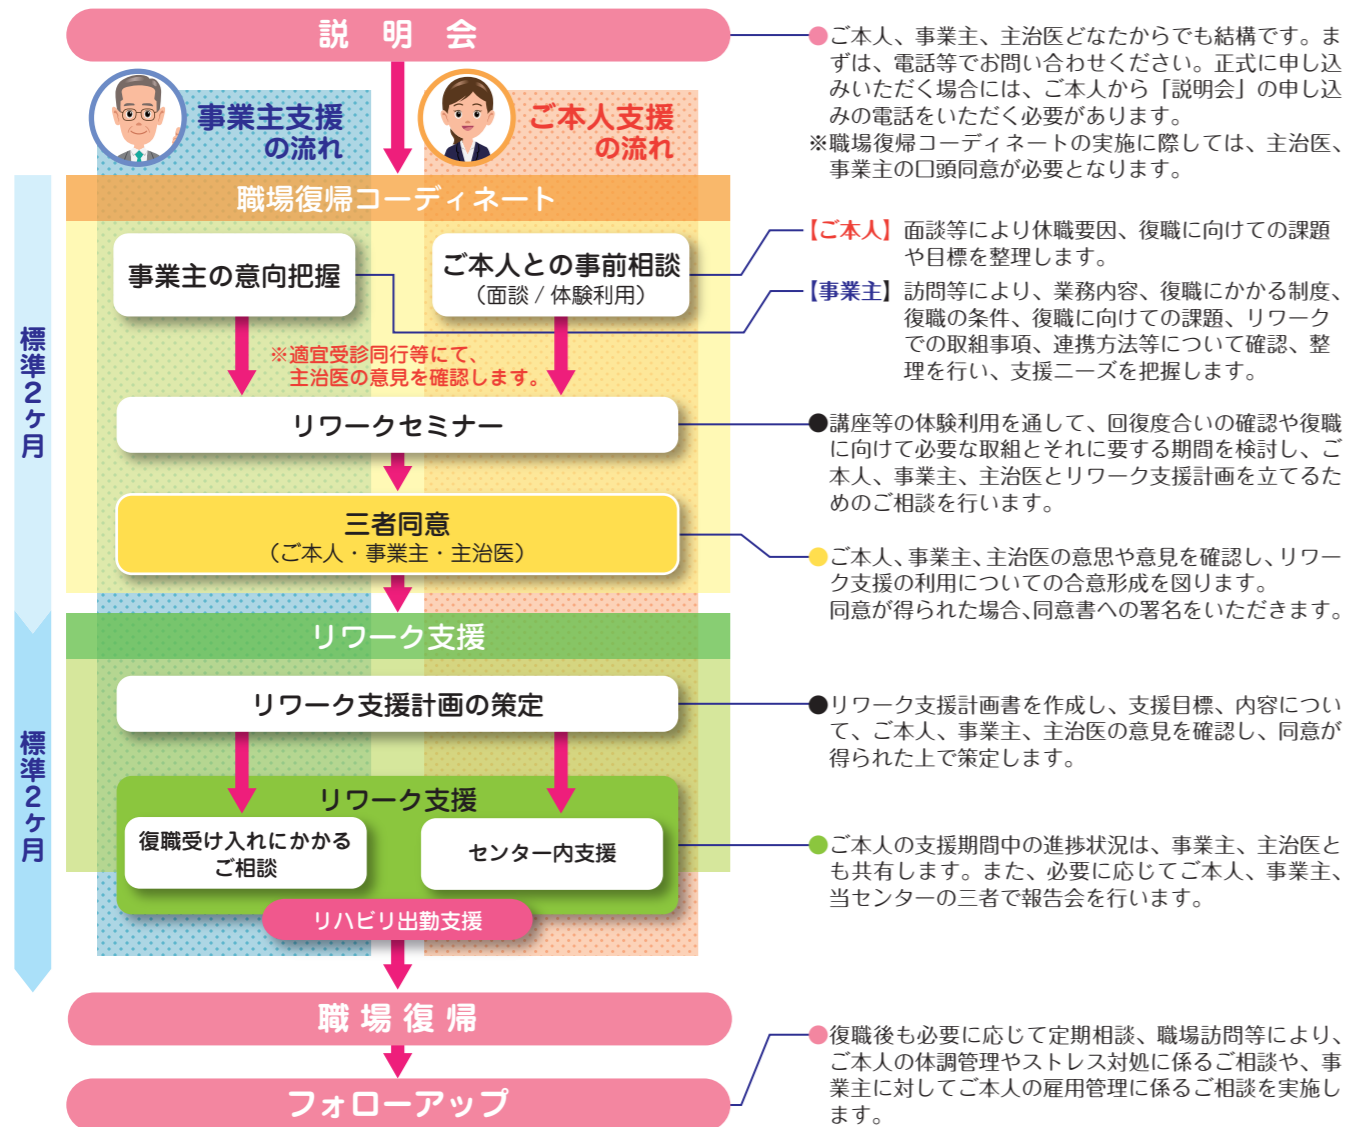 説 明 会
ご本人、事業主、主治医どなたからでも結構です。ま
ずは、電話等でお問い合わせください。正式に申し込
みいただく場合には、ご本人から「説明会」の申し込
みの電話をいただく必要があります。
※職場復帰コーディネートの実施に際しては、主治医、
事業主の口頭同意が必要となります。
事業主支援
の流れ
ご本人支援
の流れ
標準2ヶ月
職場復帰コーディネート
事業主の意向把握
ご本人との事前相談
（面談 / 体験利用）
【ご本人】面談等により休職要因、復職に向けての課題
や目標を整理します。
【事業主】訪問等により、業務内容、復職にかかる制度、
復職の条件、復職に向けての課題、リワーク
での取組事項、連携方法等について確認、整
理を行い、支援ニーズを把握します。
※適宜受診同行等にて、
主治医の意見を確認します。
リワークセミナー
講座等の体験利用を通して、回復度合いの確認や復職
に向けて必要な取組とそれに要する期間を検討し、ご
本人、事業主、主治医とリワーク支援計画を立てるた
めのご相談を行います。
三者同意
（ご本人・事業主・主治医）
ご本人、事業主、主治医の意思や意見を確認し、リワー
ク支援の利用についての合意形成を図ります。
同意が得られた場合、同意書への署名をいただきます。
標準2ヶ月
リワーク支援
リワーク支援計画の策定
リワーク支援計画書を作成し、支援目標、内容につい
て、ご本人、事業主、主治医の意見を確認し、同意が
得られた上で策定します。
リワーク支援
復職受け入れにかかる
ご相談
センター内支援
ご本人の支援期間中の進捗状況は、事業主、主治医と
も共有します。また、必要に応じてご本人、事業主、
当センターの三者で報告会を行います。
リハビリ出勤支援
職 場 復 帰
フォローアップ
復職後も必要に応じて定期相談、職場訪問等により、
ご本人の体調管理やストレス対処に係るご相談や、事
業主に対してご本人の雇用管理に係るご相談を実施し
ます。